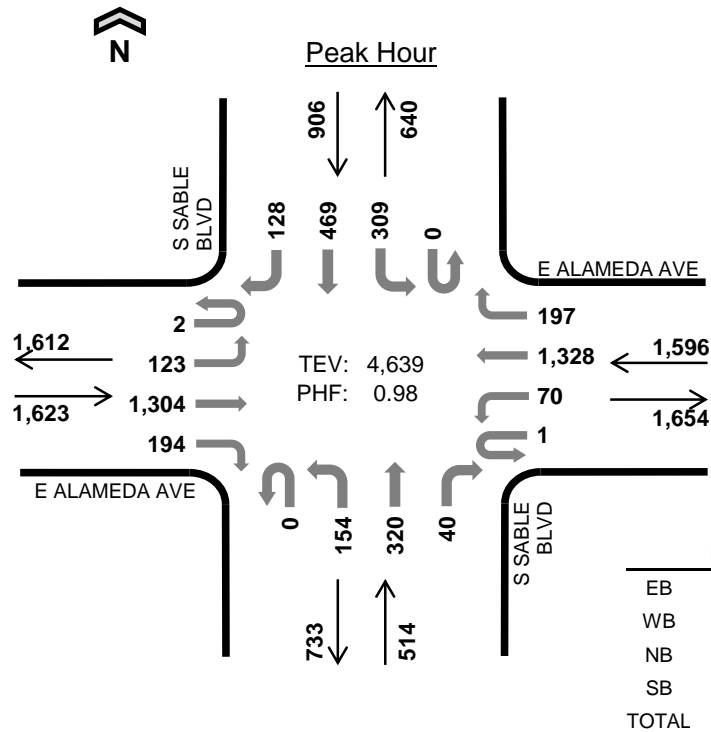 N
Peak Hour
906
640
S SABLE
BLVD
128
469
309
0
E ALAMEDA AVE
2
197
1,612
123
TEV: 4,639
1,328
1,596
1,623
1,304
PHF: 0.98
70
1,654
194
1
E ALAMEDA AVE
0
154
320
40
S SABLE
BLVD
733
514
EB
WB
NB
SB
TOTAL